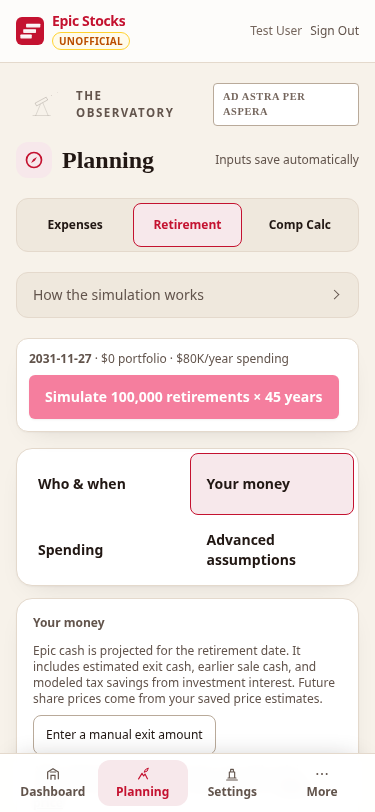 Epic Stocks
UNOFFICIAL
Test User Sign Out
THE
OBSERVATORY
AD ASTRA PER
ASPERA
Planning
Inputs save automatically
Expenses
Retirement
Comp Calc
How the simulation works
2031-11-27 · $0 portfolio · $80K/year spending
Simulate 100,000 retirements × 45 years
Who & when
Your money
Spending
Advanced
assumptions
Your money
Epic cash is projected for the retirement date. It
includes estimated exit cash, earlier sale cash, and
modeled tax savings from investment interest. Future
share prices come from your saved price estimates.
Enter a manual exit amount
Dashboard
Planning
Settings
More